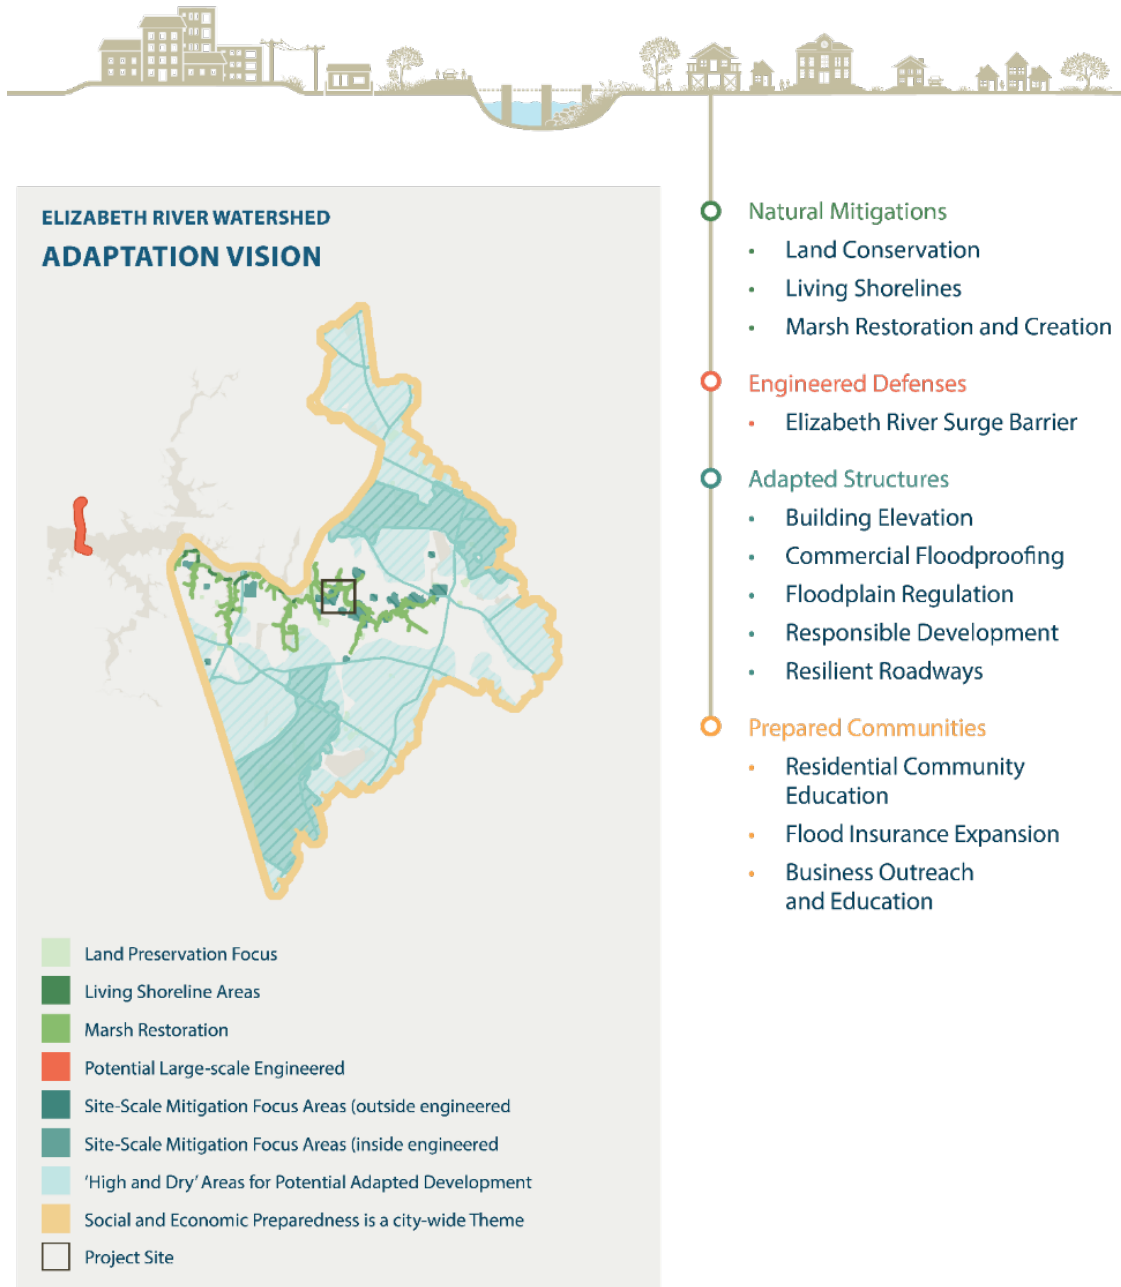 ELIZABETH RIVER WATERSHED
ADAPTATION VISION
Land Preservation Focus
Living Shoreline Areas
Marsh Restoration
Potential Large-scale Engineered
Site-Scale Mitigation Focus Areas (outside engineered
Site-Scale Mitigation Focus Areas (inside engineered
'High and Dry' Areas for Potential Adapted Development
Social and Economic Preparedness is a city-wide Theme
Project Site
Natural Mitigations
• Land Conservation
• Living Shorelines
• Marsh Restoration and Creation
Engineered Defenses
• Elizabeth River Surge Barrier
Adapted Structures
• Building Elevation
• Commercial Floodproofing
• Floodplain Regulation
• Responsible Development
• Resilient Roadways
Prepared Communities
• Residential Community
Education
• Flood Insurance Expansion
• Business Outreach
and Education